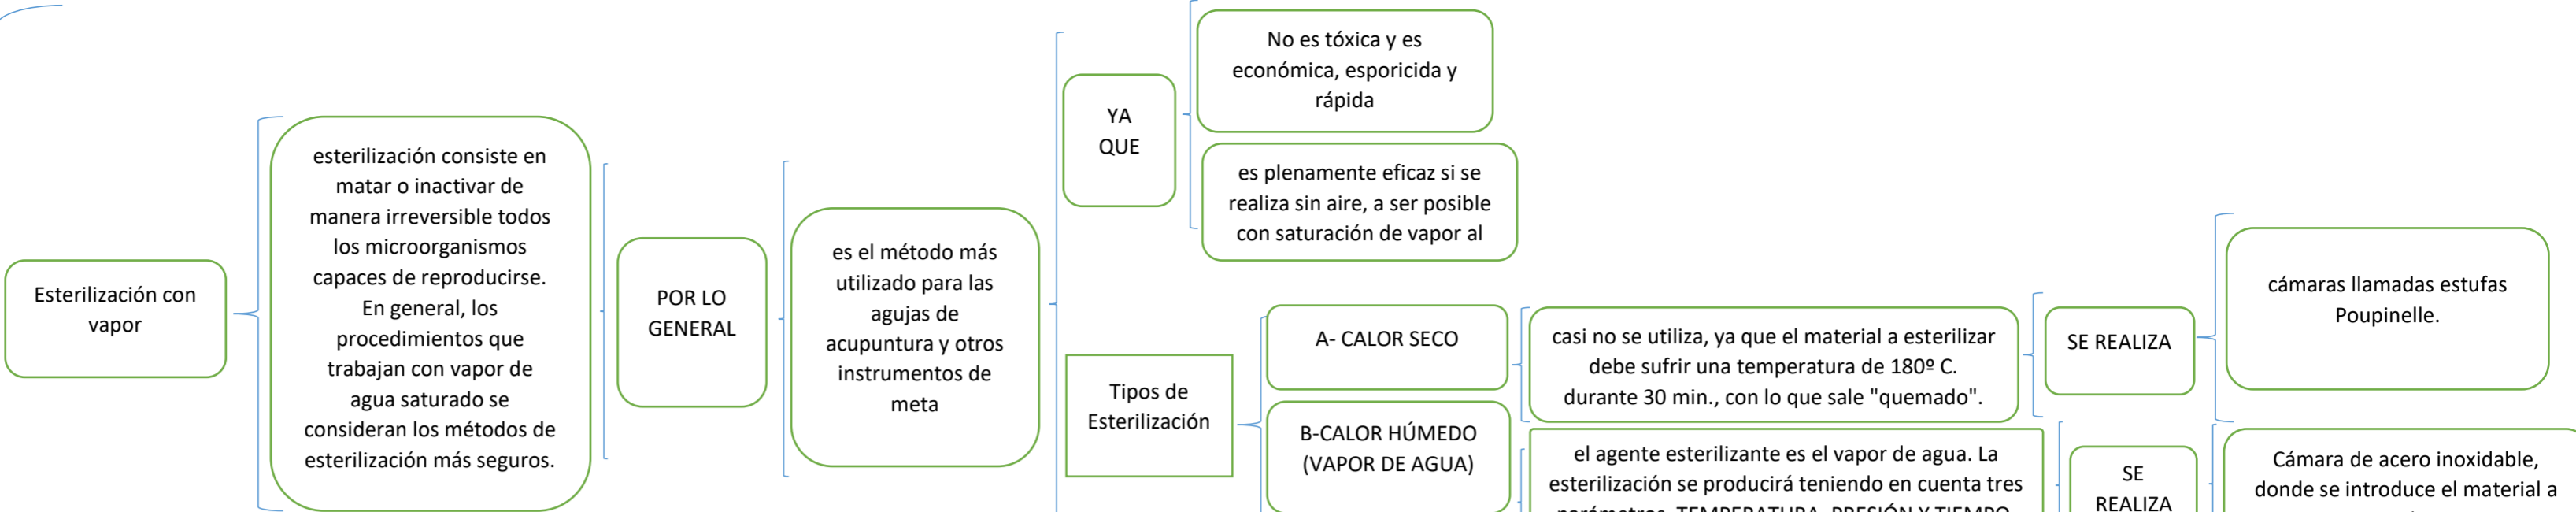 Esterilización con
vapor
esterilización consiste en
matar o inactivar de
manera irreversible todos
los microorganismos
capaces de reproducirse.
En general, los
procedimientos que
trabajan con vapor de
agua saturado se
consideran los métodos de
esterilización más seguros.
POR LO
GENERAL
es el método más
utilizado para las
agujas de
acupuntura y otros
instrumentos de
meta
YA
QUE
No es tóxica y es
económica, esporicida y
rápida
es plenamente eficaz si se
realiza sin aire, a ser posible
con saturación de vapor al
Tipos de
Esterilización
A- CALOR SECO
casi no se utiliza, ya que el material a esterilizar
debe sufrir una temperatura de 180º C.
durante 30 min., con lo que sale "quemado".
SE REALIZA
cámaras llamadas estufas
Poupinelle.
B-CALOR HÚMEDO
(VAPOR DE AGUA)
el agente esterilizante es el vapor de agua. La
esterilización se producirá teniendo en cuenta tres
parámetros. TEMPERATURA, PRESIÓN Y TIEMPO
SE
REALIZA
Cámara de acero inoxidable,
donde se introduce el material a